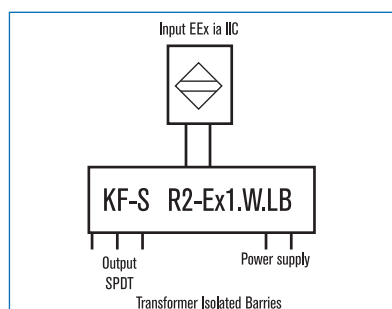 Input EEx ia IIC
KF-S R2-Ex1.W.LB
Output
SPDT
Power supply
Transformer Isolated Barries